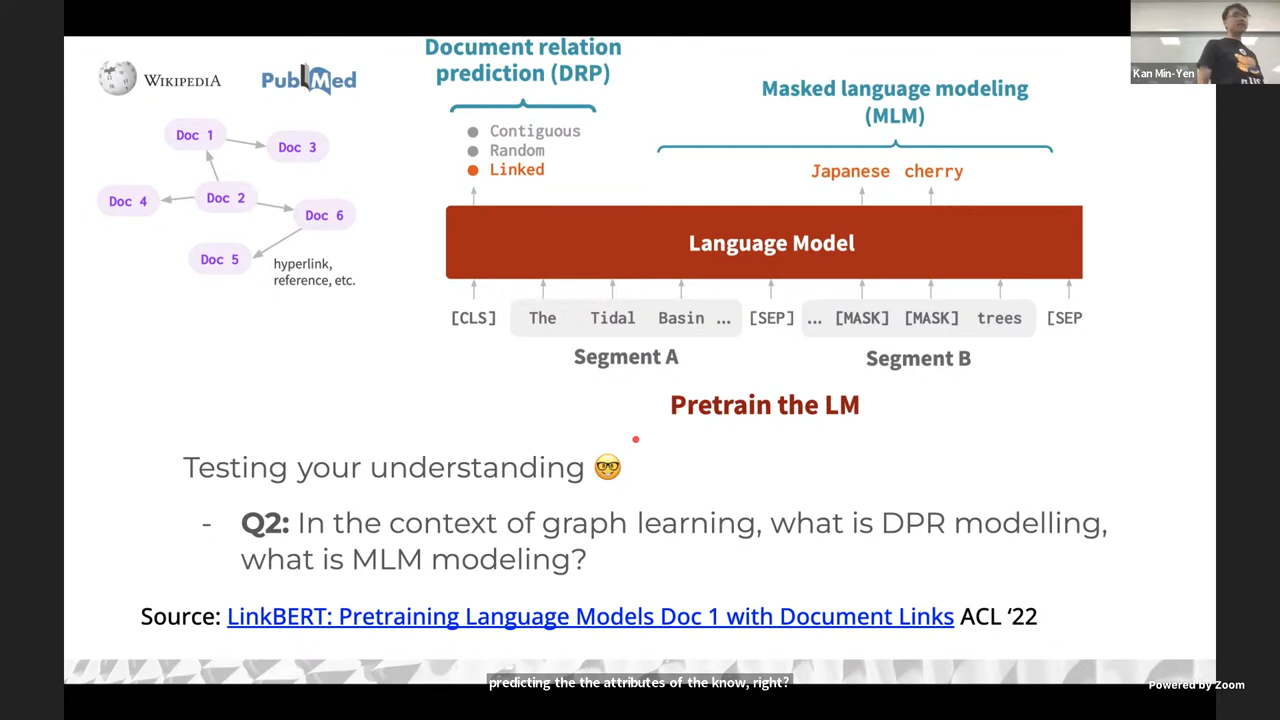 Kan Min-Yen
WIKIPEDIA
PubMed
Document relation
prediction (DRP)
Masked language modeling
(MLM)
Contiguous
Random
Linked
Japanese cherry
Doc 1
Doc 3
Doc 4
Doc 2
Doc 6
Doc 5
hyperlink,
reference, etc.
Language Model
[CLS] The Tidal Basin ... [SEP] ... [MASK] [MASK] trees [SEP
Segment A
Segment B
Pretrain the LM
Testing your understanding 🤓
- Q2: In the context of graph learning, what is DPR modelling,
what is MLM modeling?
Source: LinkBERT: Pretraining Language Models Doc 1 with Document Links ACL ‘22
predicting the the attributes of the know, right?
Powered by Zoom